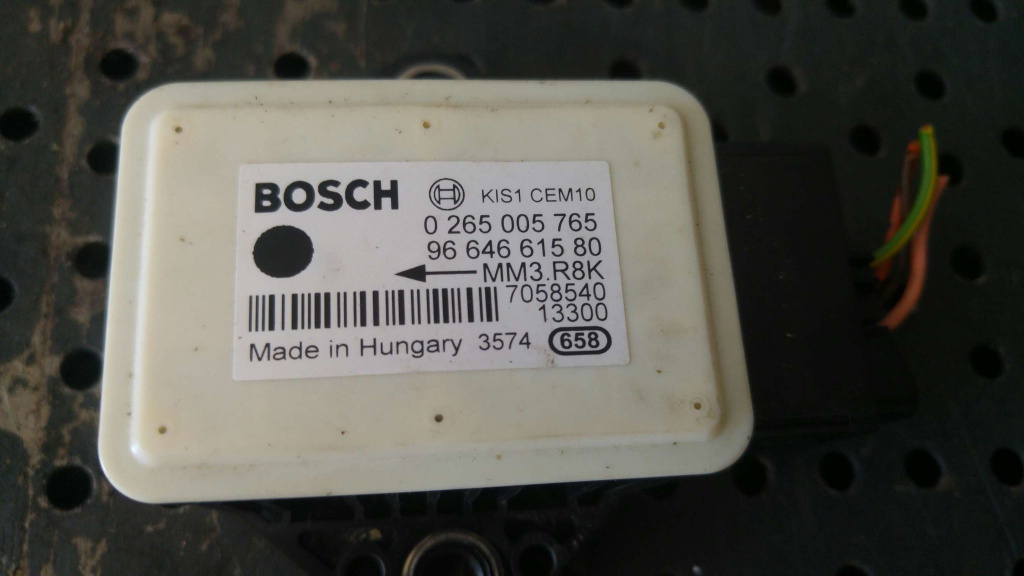 BOSCH KIS1 CEM10
0 265 005 765
96 646 615 80
MM3.R8K
7058540
13300
Made in Hungary 3574 658